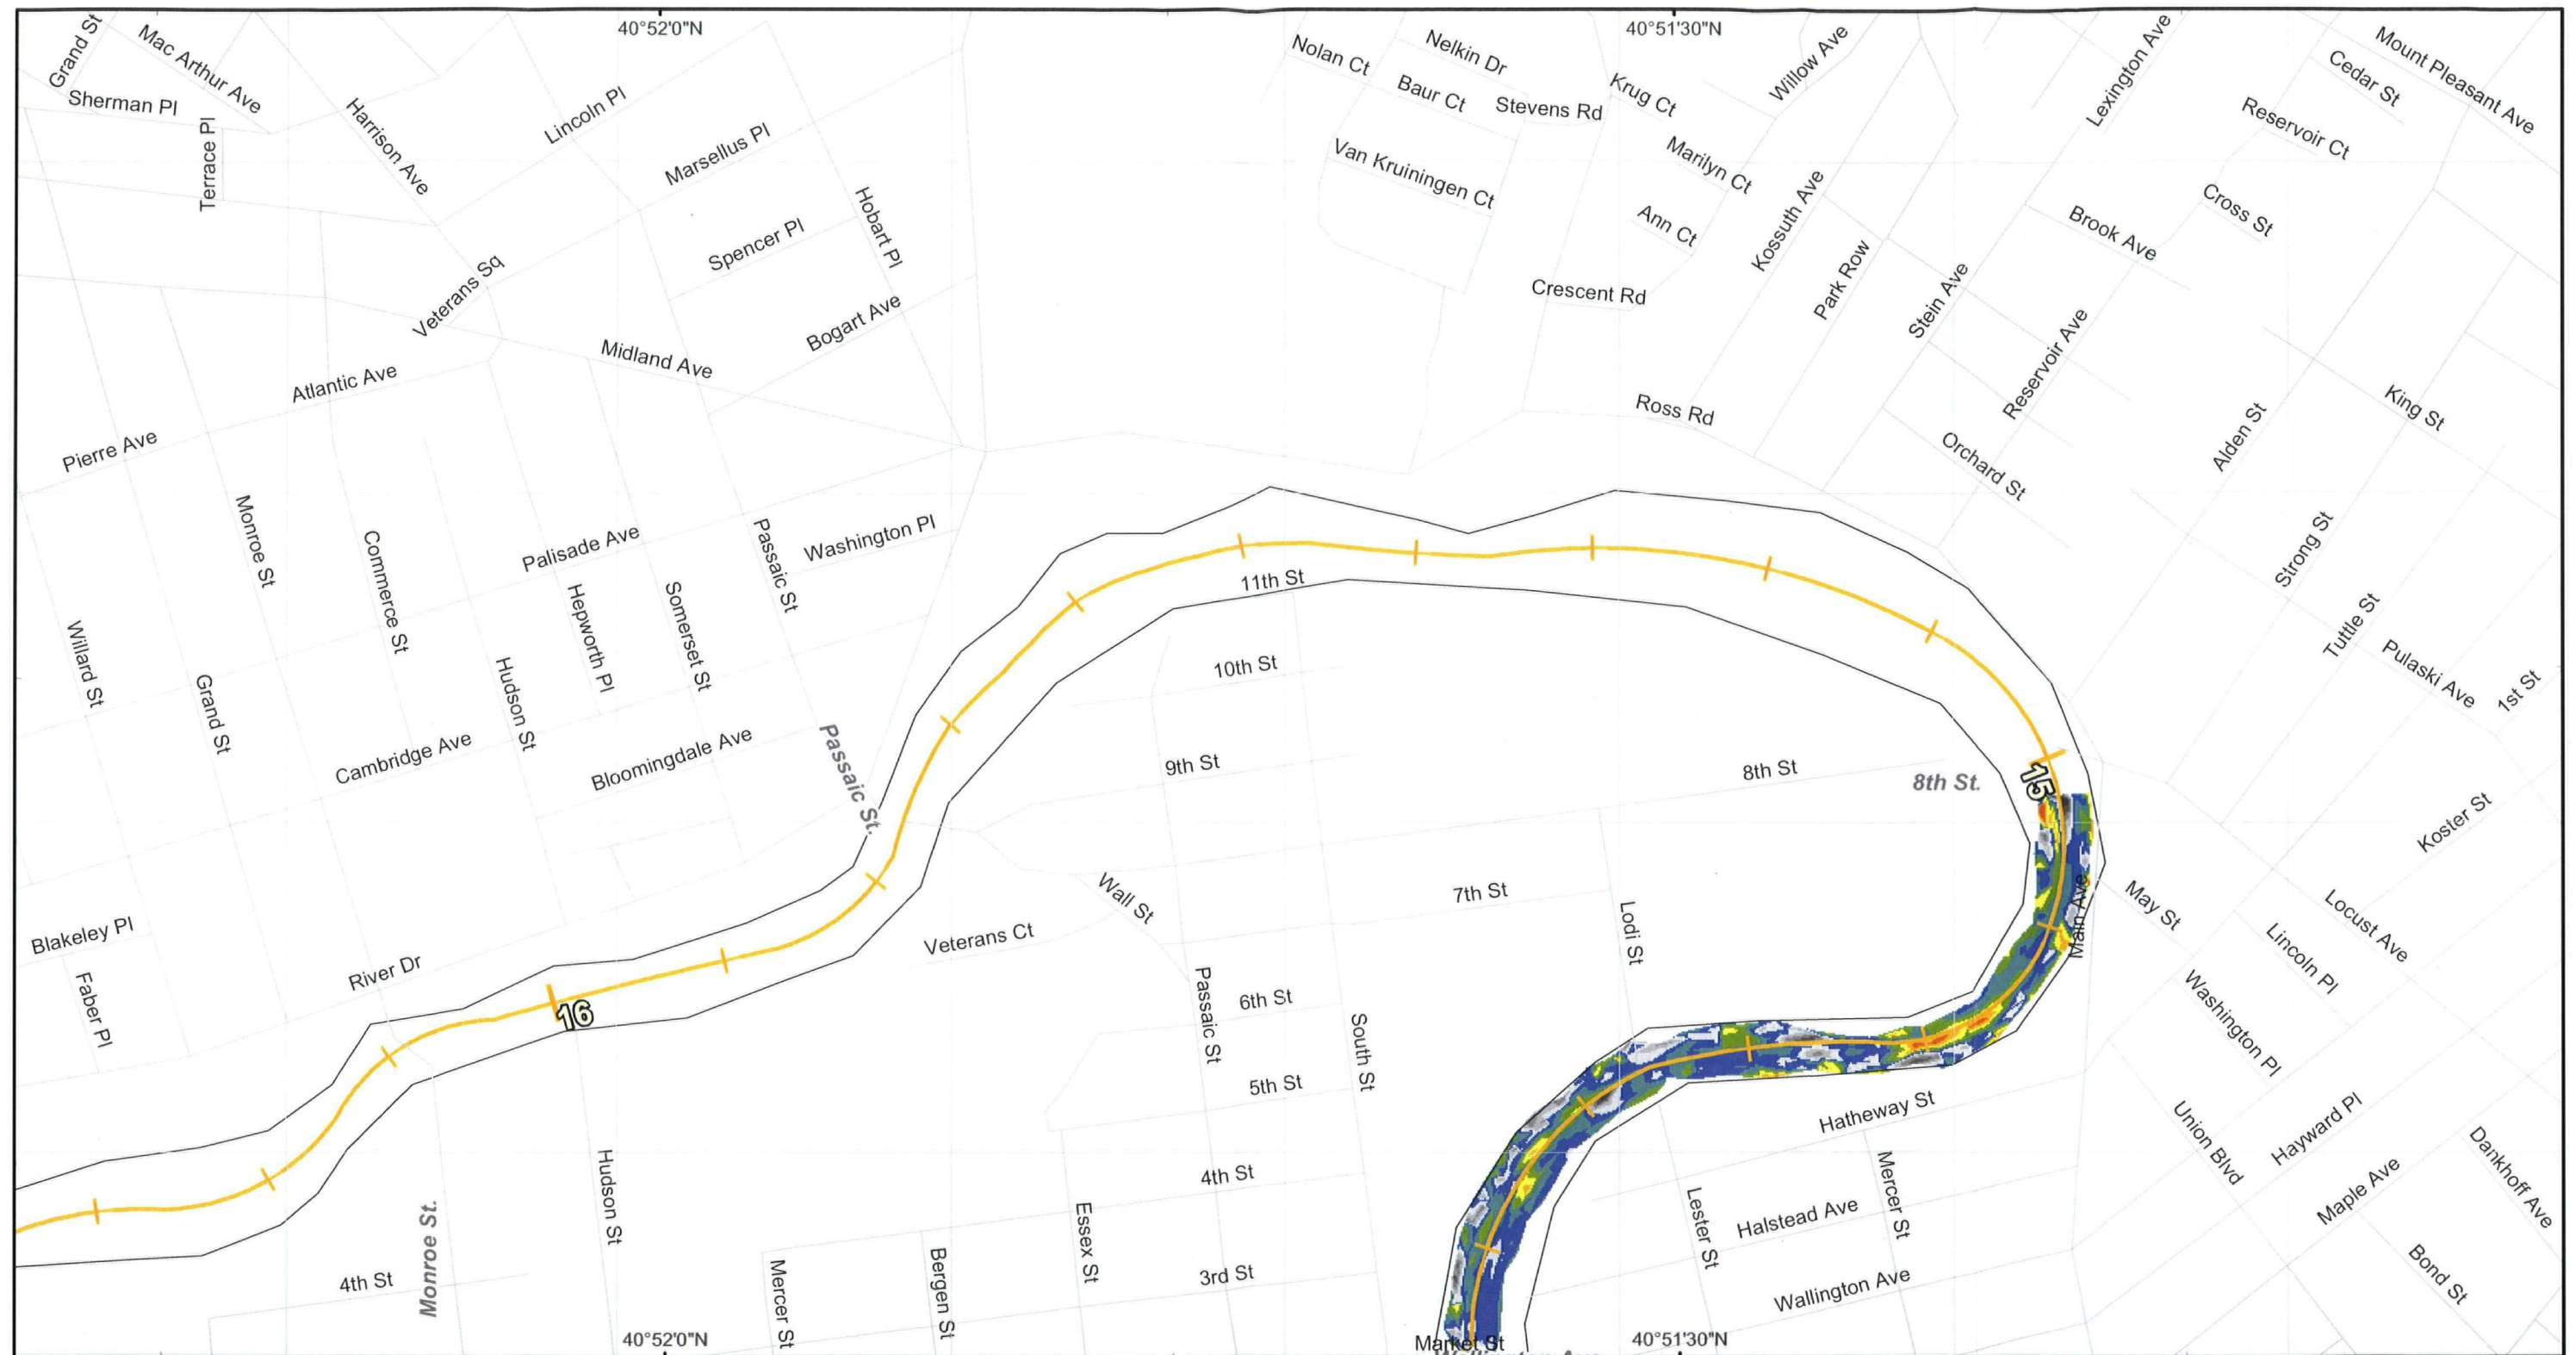 40°52'0"N
40°51'30"N
Grand St
Mac Arthur Ave
Sherman Pl
Terrace Pl
Harrison Ave
Lincoln Pl
Marsellus Pl
Spencer Pl
Hobart Pl
Veterans Sq
Bogart Ave
Midland Ave
Atlantic Ave
Pierre Ave
Nolan Ct
Nelkin Dr
Baur Ct
Stevens Rd
Krug Ct
Willow Ave
Van Kruiningen Ct
Marilyn Ct
Ann Ct
Kossuth Ave
Park Row
Crescent Rd
Stein Ave
Lexington Ave
Mount Pleasant Ave
Cedar St
Reservoir Ct
Cross St
Brook Ave
Reservoir Ave
Ross Rd
Orchard St
Alden St
King St
Strong St
Tuttle St
Pulaski Ave
1st St
Koster St
Monroe St
Commerce St
Palisade Ave
Hepworth Pl
Somerset St
Passaic St
Washington Pl
Willard St
Grand St
Hudson St
Cambridge Ave
Bloomingdale Ave
Passaic St.
11th St
10th St
9th St
8th St
8th St.
15
7th St
Lodi St
Main Ave
May St
Locust Ave
Lincoln Pl
Washington Pl
Blakeley Pl
Faber Pl
River Dr
16
Veterans Ct
Wall St
Passaic St
6th St
South St
5th St
4th St
3rd St
Hatheway St
Mercer St
Lester St
Halstead Ave
Wallington Ave
Union Blvd
Hayward Pl
Maple Ave
Dankhoff Ave
Bond St
Hudson St
Monroe St.
4th St
Mercer St
Bergen St
Essex St
Market St
40°52'0"N
40°51'30"N